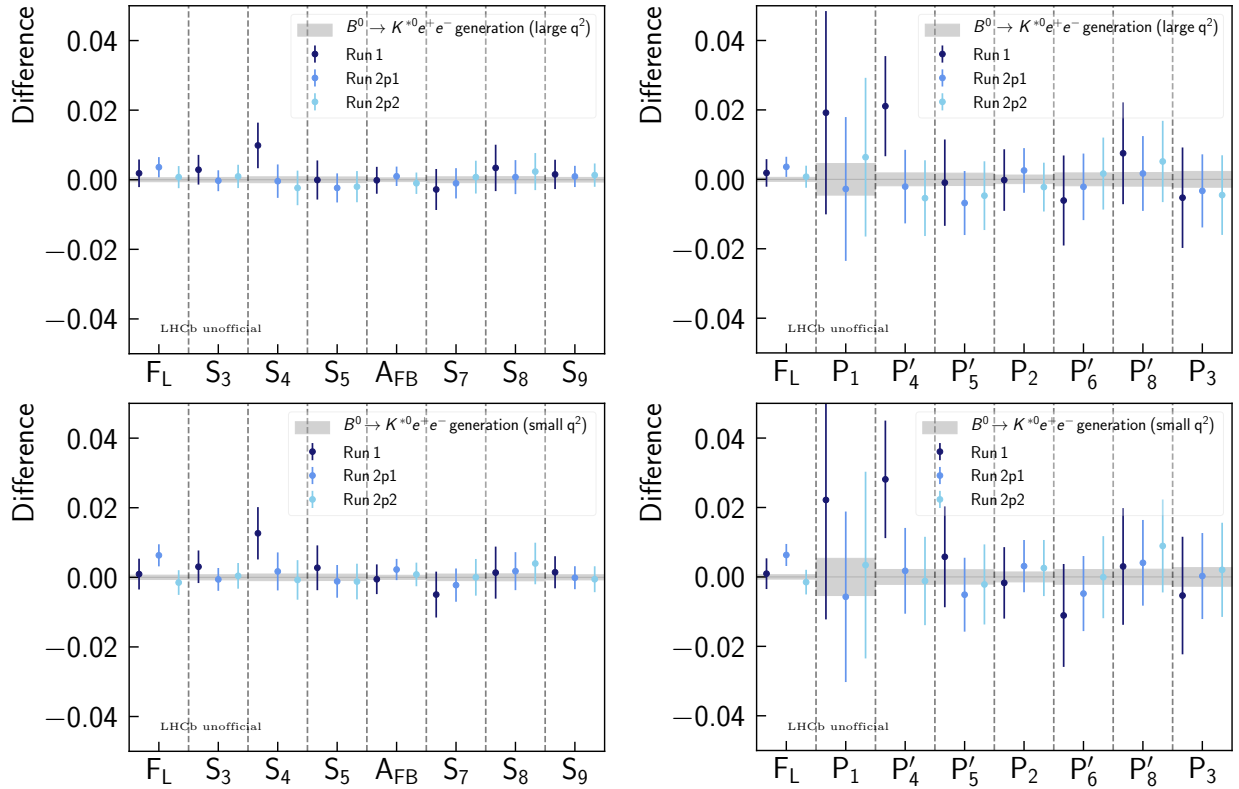 Difference
0.04
0.02
0.00
−0.02
−0.04
B⁰ → K*⁰e⁺e⁻ generation (large q²)
Run 1
Run 2p1
Run 2p2
LHCb unofficial
F_L S_3 S_4 S_5 A_FB S_7 S_8 S_9
Difference
0.04
0.02
0.00
−0.02
−0.04
B⁰ → K*⁰e⁺e⁻ generation (large q²)
Run 1
Run 2p1
Run 2p2
LHCb unofficial
F_L P_1 P′_4 P′_5 P_2 P′_6 P′_8 P_3
Difference
0.04
0.02
0.00
−0.02
−0.04
B⁰ → K*⁰e⁺e⁻ generation (small q²)
Run 1
Run 2p1
Run 2p2
LHCb unofficial
F_L S_3 S_4 S_5 A_FB S_7 S_8 S_9
Difference
0.04
0.02
0.00
−0.02
−0.04
B⁰ → K*⁰e⁺e⁻ generation (small q²)
Run 1
Run 2p1
Run 2p2
LHCb unofficial
F_L P_1 P′_4 P′_5 P_2 P′_6 P′_8 P_3